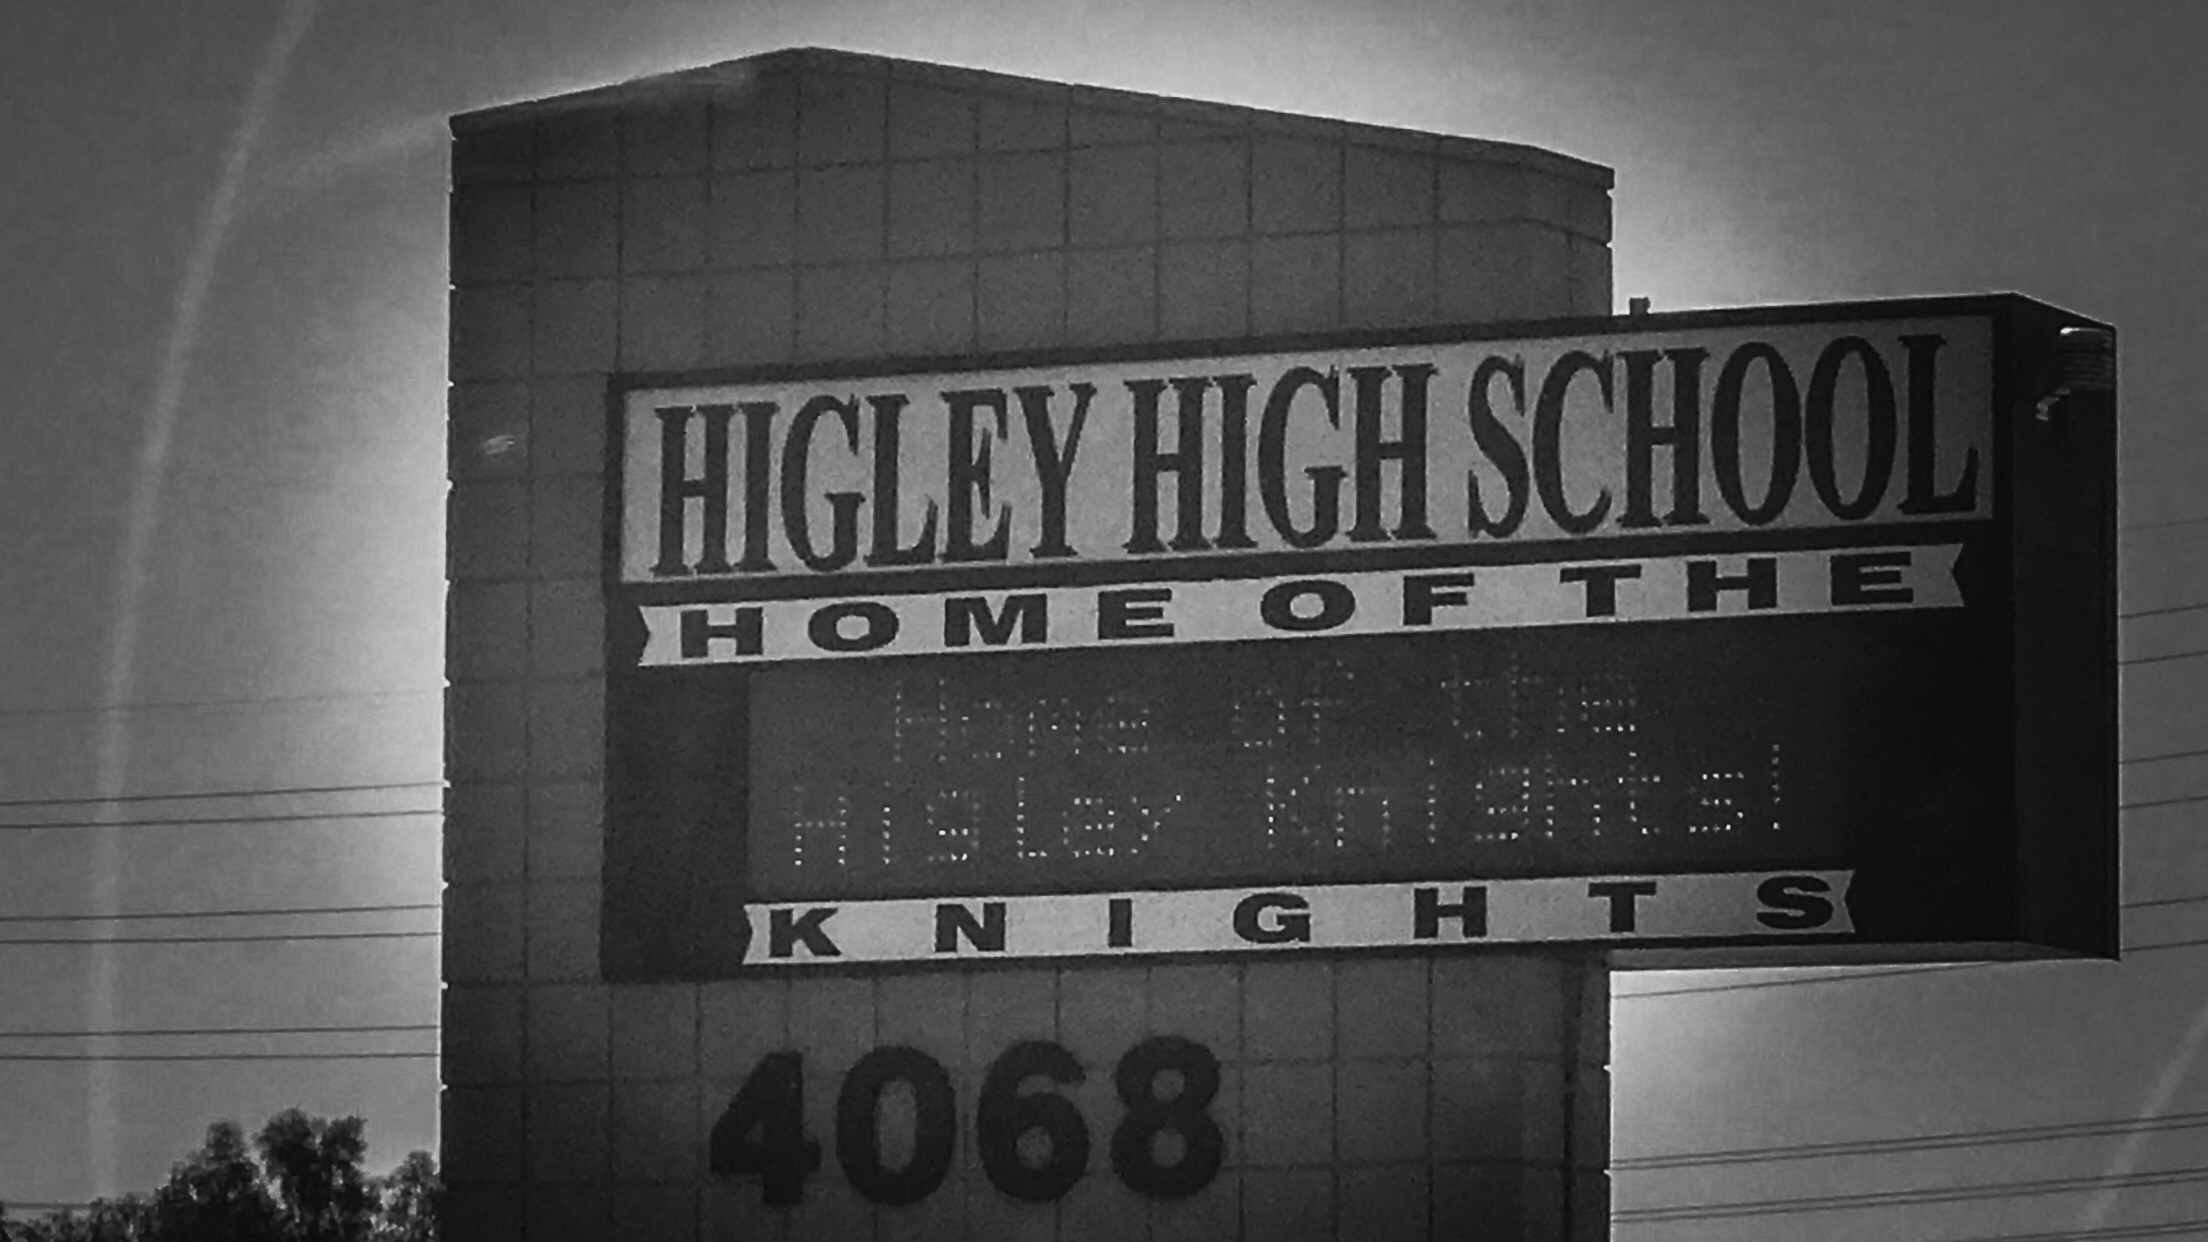 HIGLEY HIGH SCHOOL
HOME OF THE
Home of the
Higley Knights!
KNIGHTS
4068